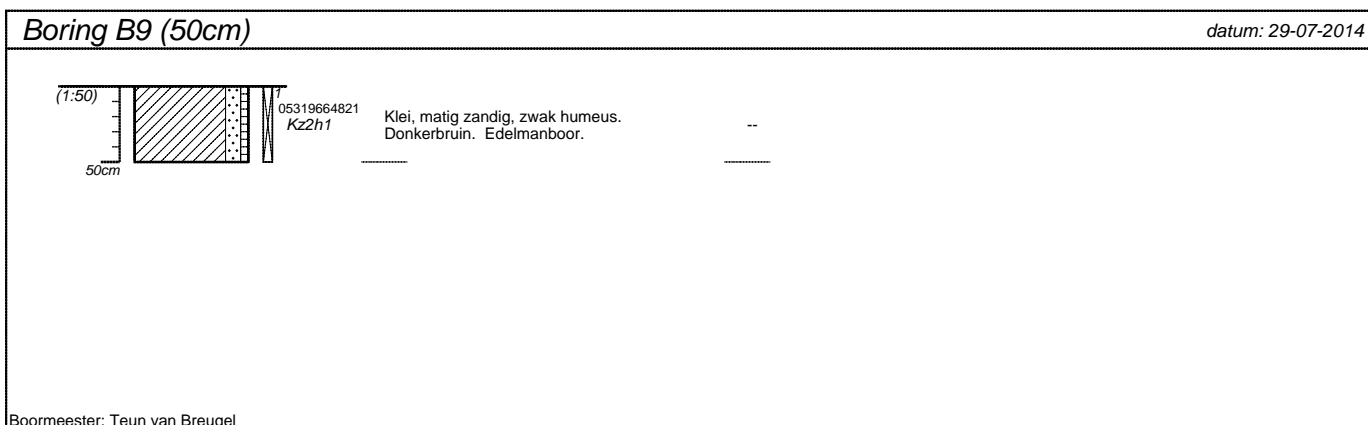 Boring B9 (50cm)
datum: 29-07-2014
(1:50)
1
05319664821
Kz2h1
Klei, matig zandig, zwak humeus.
Donkerbruin. Edelmanboor.
--
50cm
Boormeester: Teun van Breugel